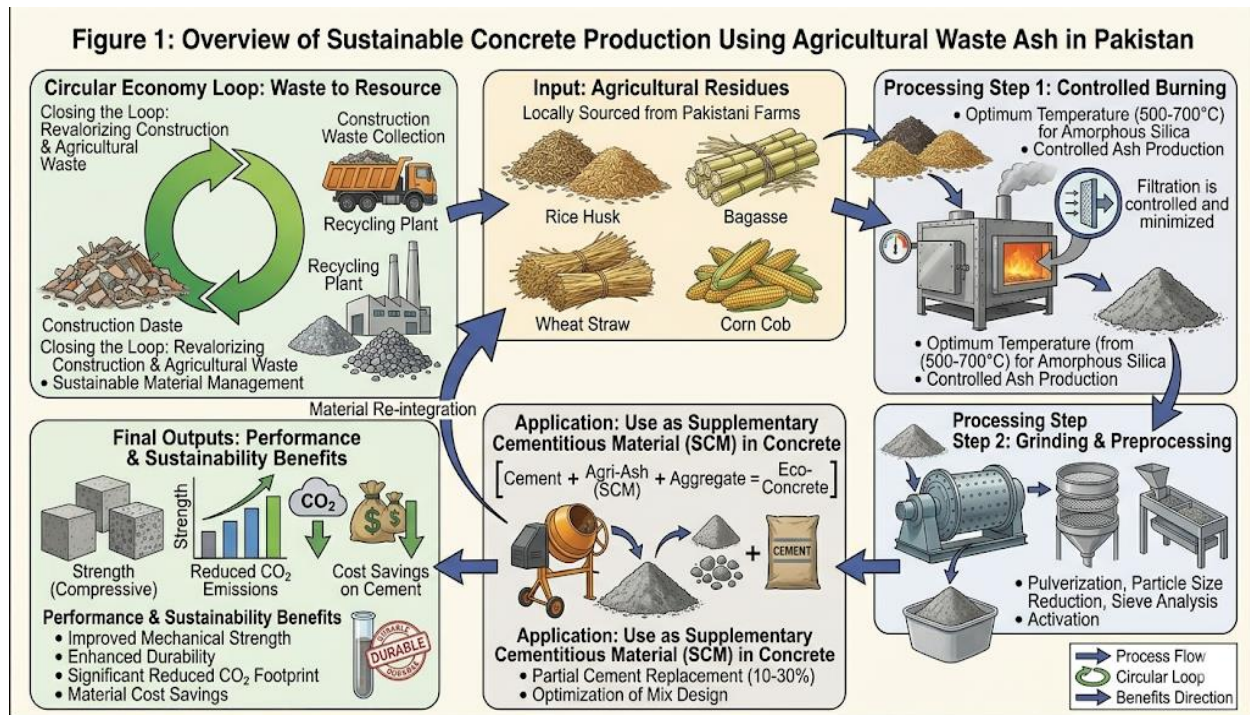 Figure 1: Overview of Sustainable Concrete Production Using Agricultural Waste Ash in Pakistan
Circular Economy Loop: Waste to Resource
Closing the Loop:
Revalorizing Construction
& Agricultural
Waste
Construction
Waste Collection
Recycling Plant
Recycling
Plant
Construction Daste
Closing the Loop: Revalorizing
Construction & Agricultural Waste
• Sustainable Material Management
Input: Agricultural Residues
Locally Sourced from Pakistani Farms
Rice Husk
Bagasse
Wheat Straw
Corn Cob
Processing Step 1: Controlled Burning
• Optimum Temperature (500-700°C)
for Amorphous Silica
• Controlled Ash Production
Filtration is
controlled and
minimized
• Optimum Temperature (from
(500-700°C) for Amorphous Silica
• Controlled Ash Production
Material Re-integration
Final Outputs: Performance
& Sustainability Benefits
Strength
CO2
$
$
Strength
(Compressive)
Reduced CO2
Emissions
Cost Savings
on Cement
Performance & Sustainability Benefits
• Improved Mechanical Strength
• Enhanced Durability
• Significant Reduced CO2 Footprint
• Material Cost Savings
DURABLE
DURABLE
Application: Use as Supplementary
Cementitious Material (SCM) in Concrete
[Cement + Agri-Ash (SCM) + Aggregate = Eco-Concrete]
+
CEMENT
Application: Use as Supplementary
Cementitious Material (SCM) in Concrete
• Partial Cement Replacement (10-30%)
• Optimization of Mix Design
Processing Step
Step 2: Grinding & Preprocessing
• Pulverization, Particle Size
Reduction, Sieve Analysis
• Activation
Process Flow
Circular Loop
Benefits Direction